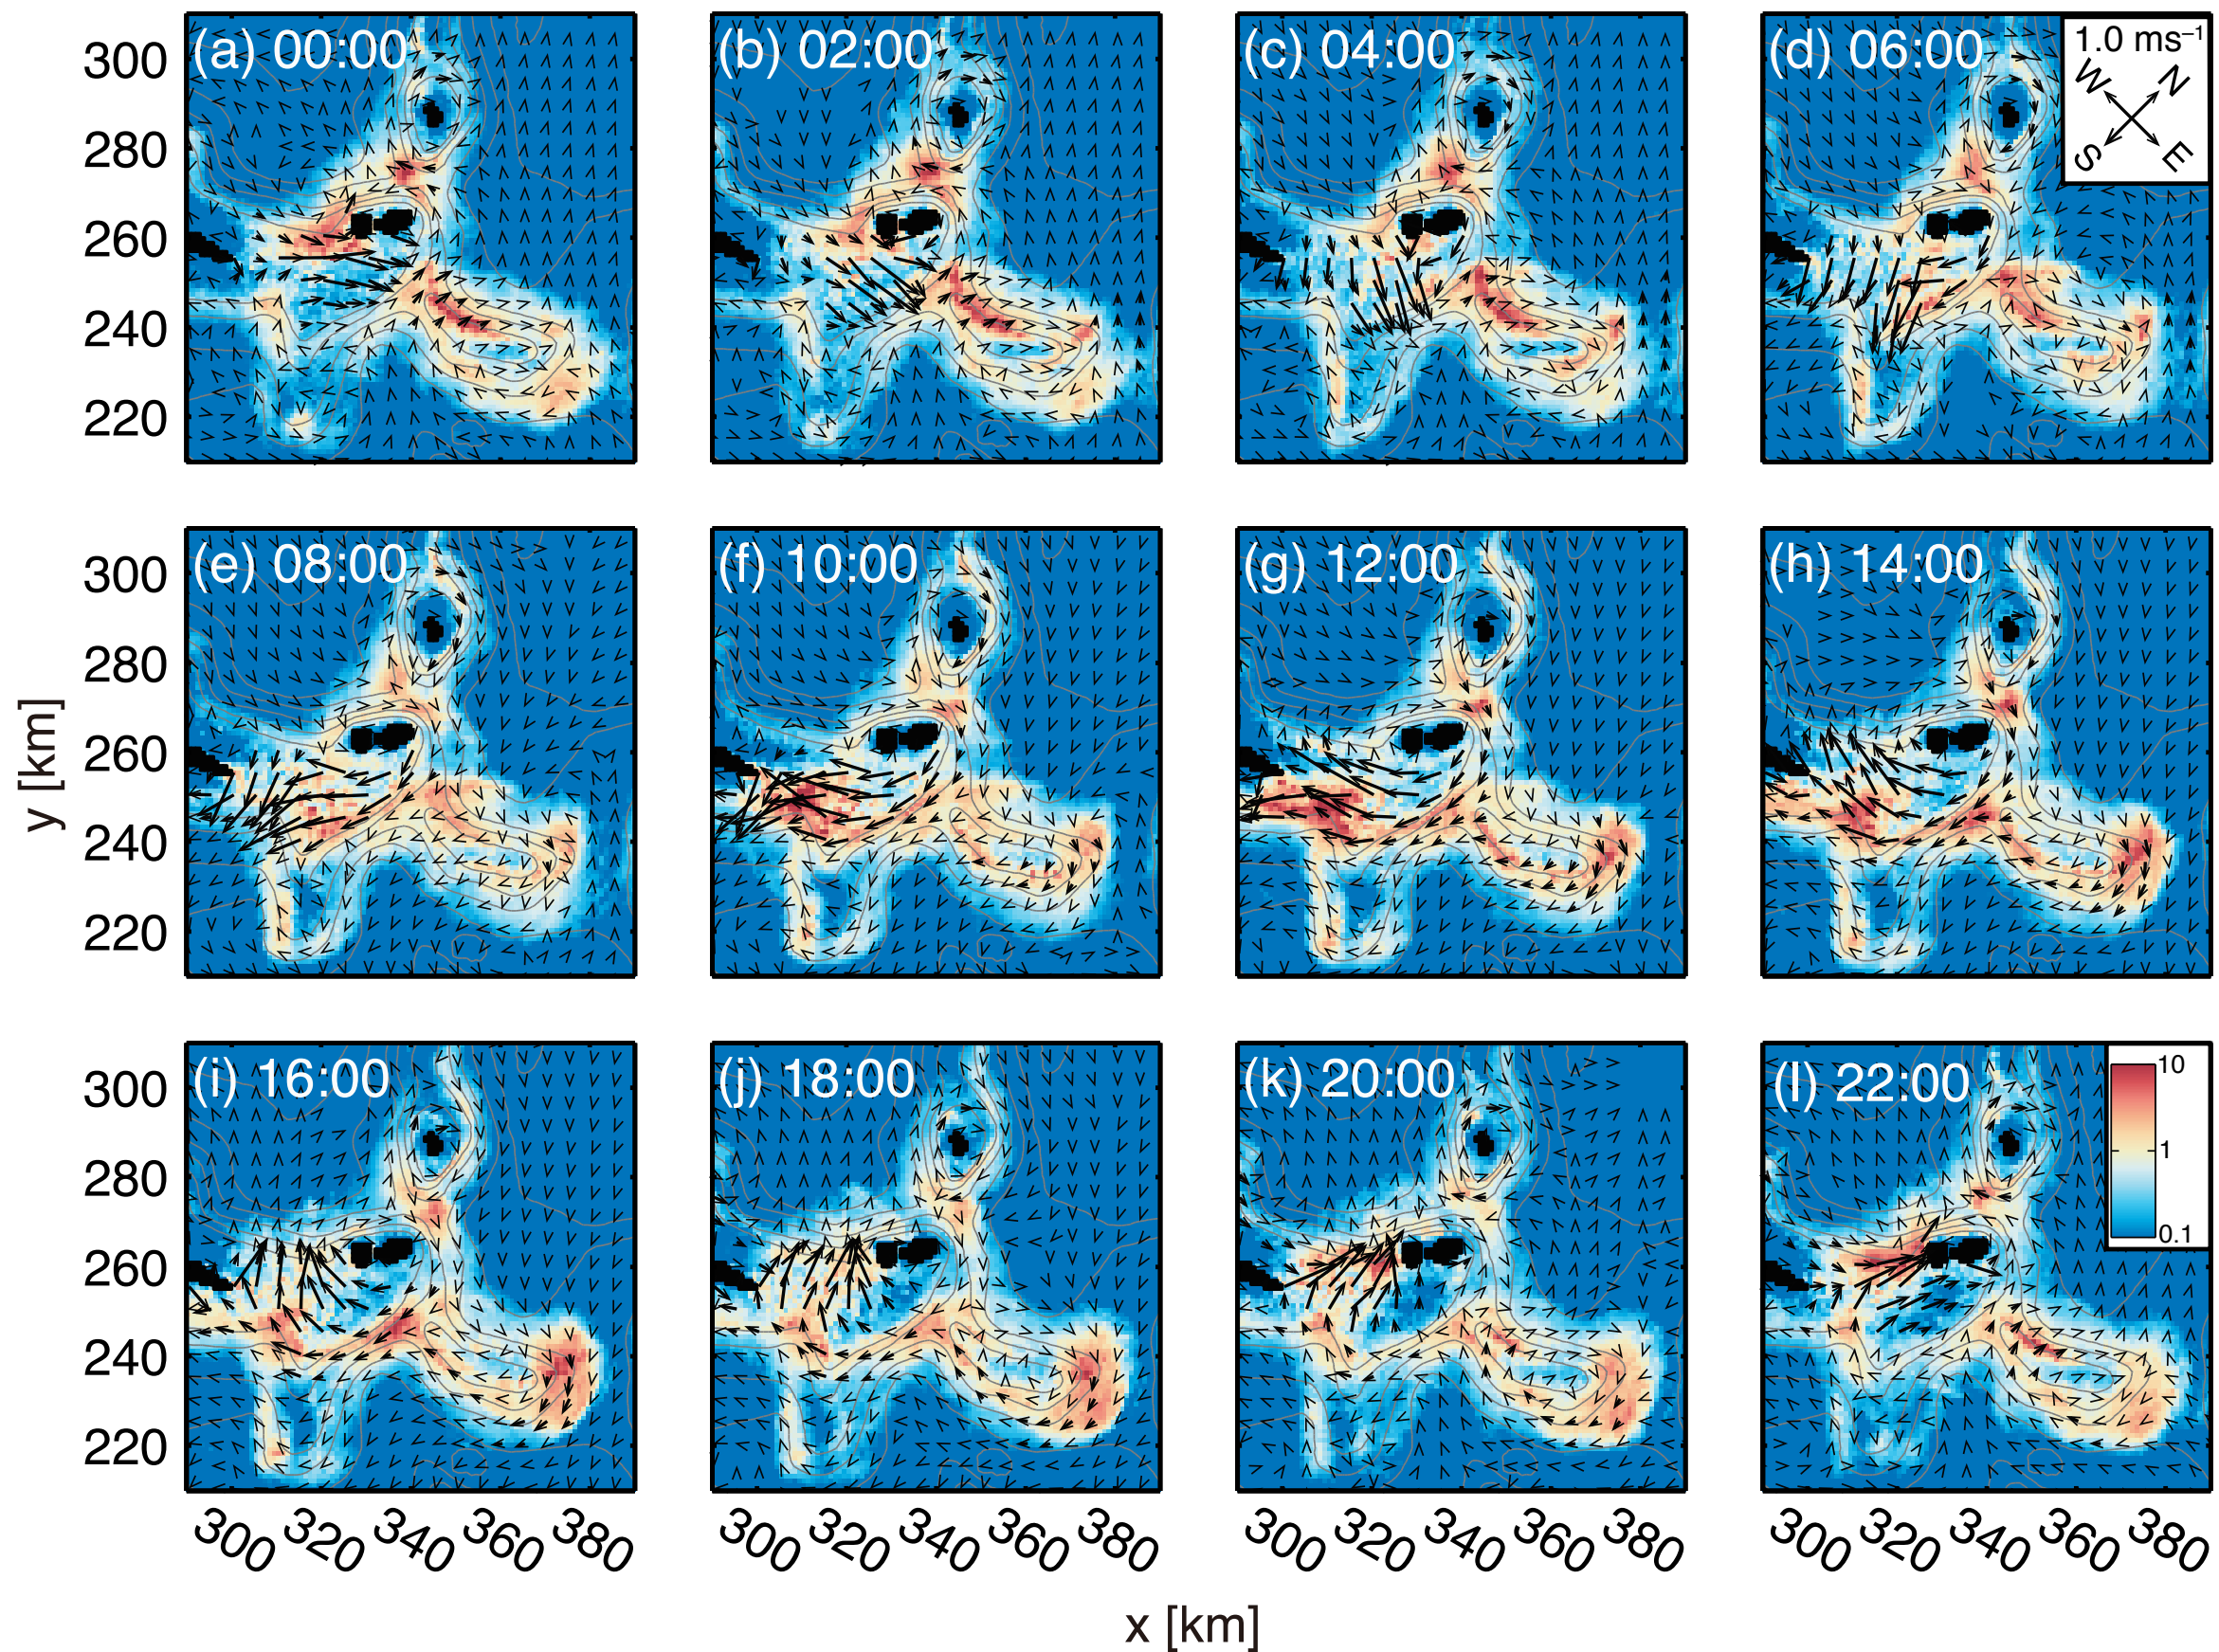 (a) 00:00
(b) 02:00
(c) 04:00
(d) 06:00
1.0 ms⁻¹
W
N
S
E
300
280
260
240
220
(e) 08:00
(f) 10:00
(g) 12:00
(h) 14:00
300
280
260
240
220
y [km]
(i) 16:00
(j) 18:00
(k) 20:00
(l) 22:00
10
1
0.1
300
280
260
240
220
300 320 340 360 380
300 320 340 360 380
300 320 340 360 380
300 320 340 360 380
x [km]